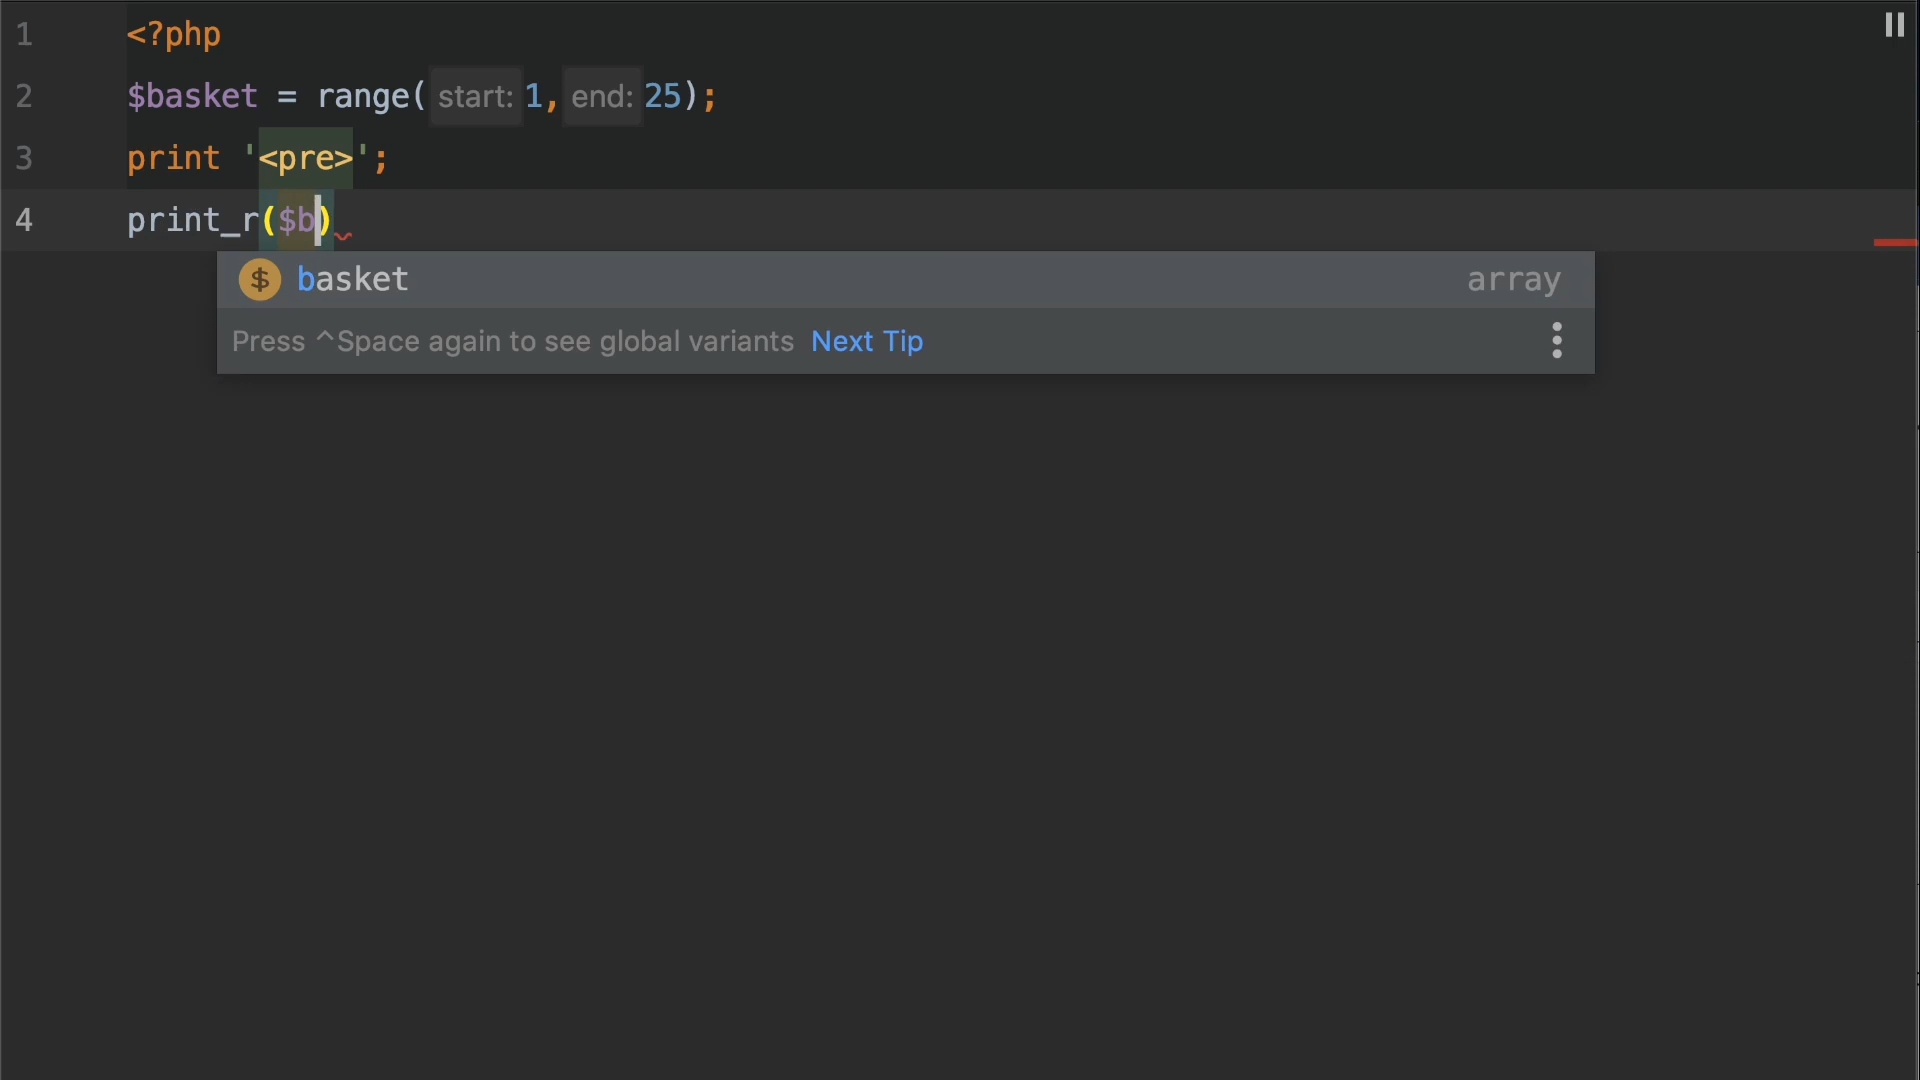 1 <?php
2 $basket = range( start: 1, end: 25);
3 print '<pre>';
4 print_r($b)
$ basket array
Press ^Space again to see global variants Next Tip